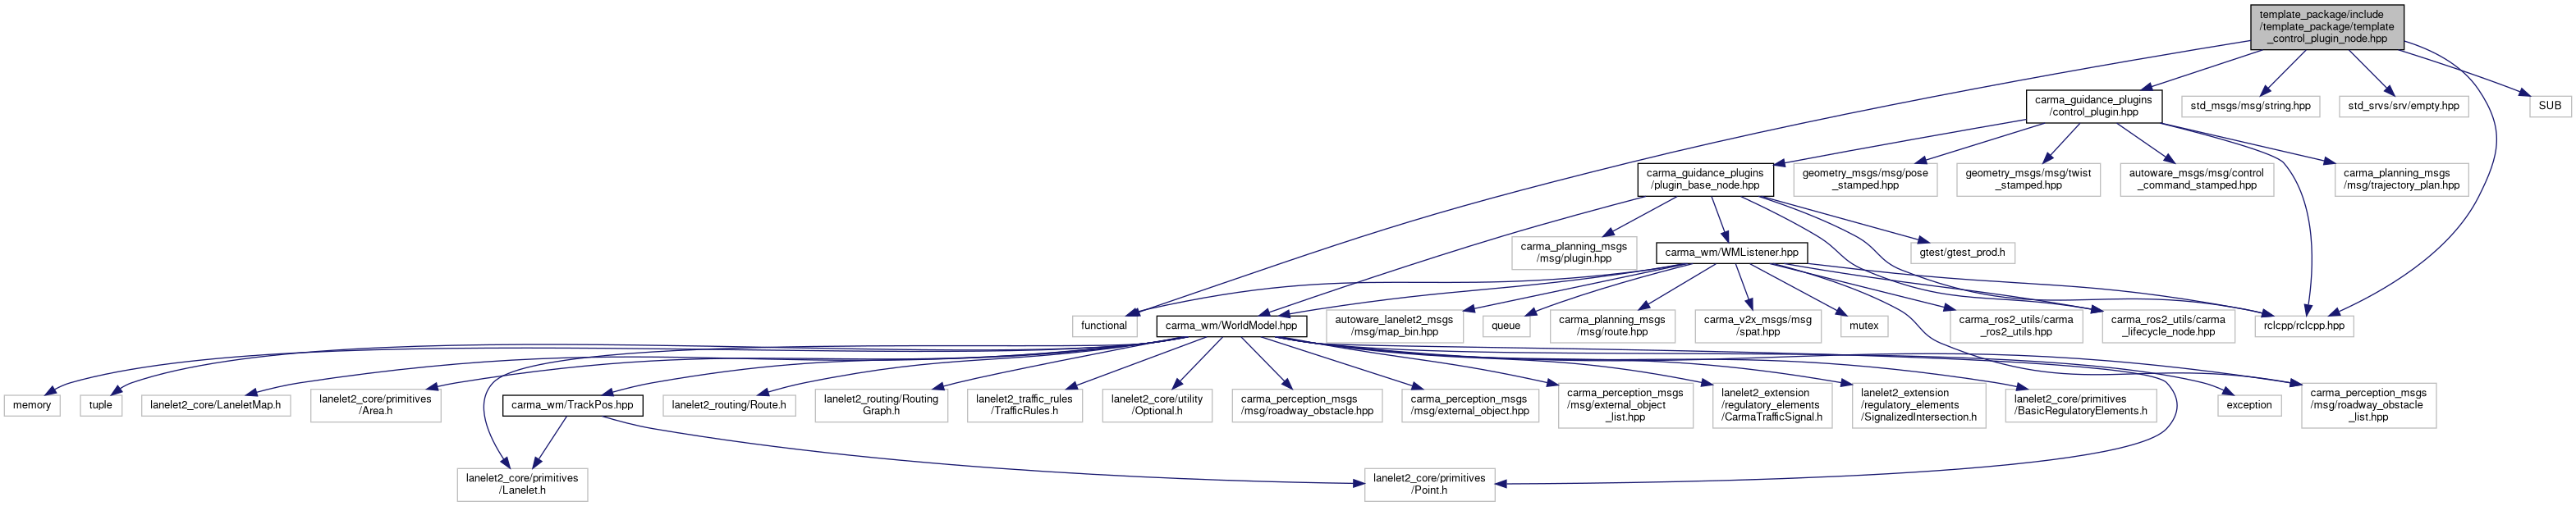 template_package/include
/template_package/template
_control_plugin_node.hpp
carma_guidance_plugins
/control_plugin.hpp
std_msgs/msg/string.hpp
std_srvs/srv/empty.hpp
SUB
carma_guidance_plugins
/plugin_base_node.hpp
geometry_msgs/msg/pose
_stamped.hpp
geometry_msgs/msg/twist
_stamped.hpp
autoware_msgs/msg/control
_command_stamped.hpp
carma_planning_msgs
/msg/trajectory_plan.hpp
carma_planning_msgs
/msg/plugin.hpp
carma_wm/WMListener.hpp
gtest/gtest_prod.h
functional
carma_wm/WorldModel.hpp
autoware_lanelet2_msgs
/msg/map_bin.hpp
queue
carma_planning_msgs
/msg/route.hpp
carma_v2x_msgs/msg
/spat.hpp
mutex
carma_ros2_utils/carma
_ros2_utils.hpp
carma_ros2_utils/carma
_lifecycle_node.hpp
rclcpp/rclcpp.hpp
memory
tuple
lanelet2_core/LaneletMap.h
lanelet2_core/primitives
/Area.h
carma_wm/TrackPos.hpp
lanelet2_routing/Route.h
lanelet2_routing/Routing
Graph.h
lanelet2_traffic_rules
/TrafficRules.h
lanelet2_core/utility
/Optional.h
carma_perception_msgs
/msg/roadway_obstacle.hpp
carma_perception_msgs
/msg/external_object.hpp
carma_perception_msgs
/msg/external_object
_list.hpp
lanelet2_extension
/regulatory_elements
/CarmaTrafficSignal.h
lanelet2_extension
/regulatory_elements
/SignalizedIntersection.h
lanelet2_core/primitives
/BasicRegulatoryElements.h
exception
carma_perception_msgs
/msg/roadway_obstacle
_list.hpp
lanelet2_core/primitives
/Lanelet.h
lanelet2_core/primitives
/Point.h